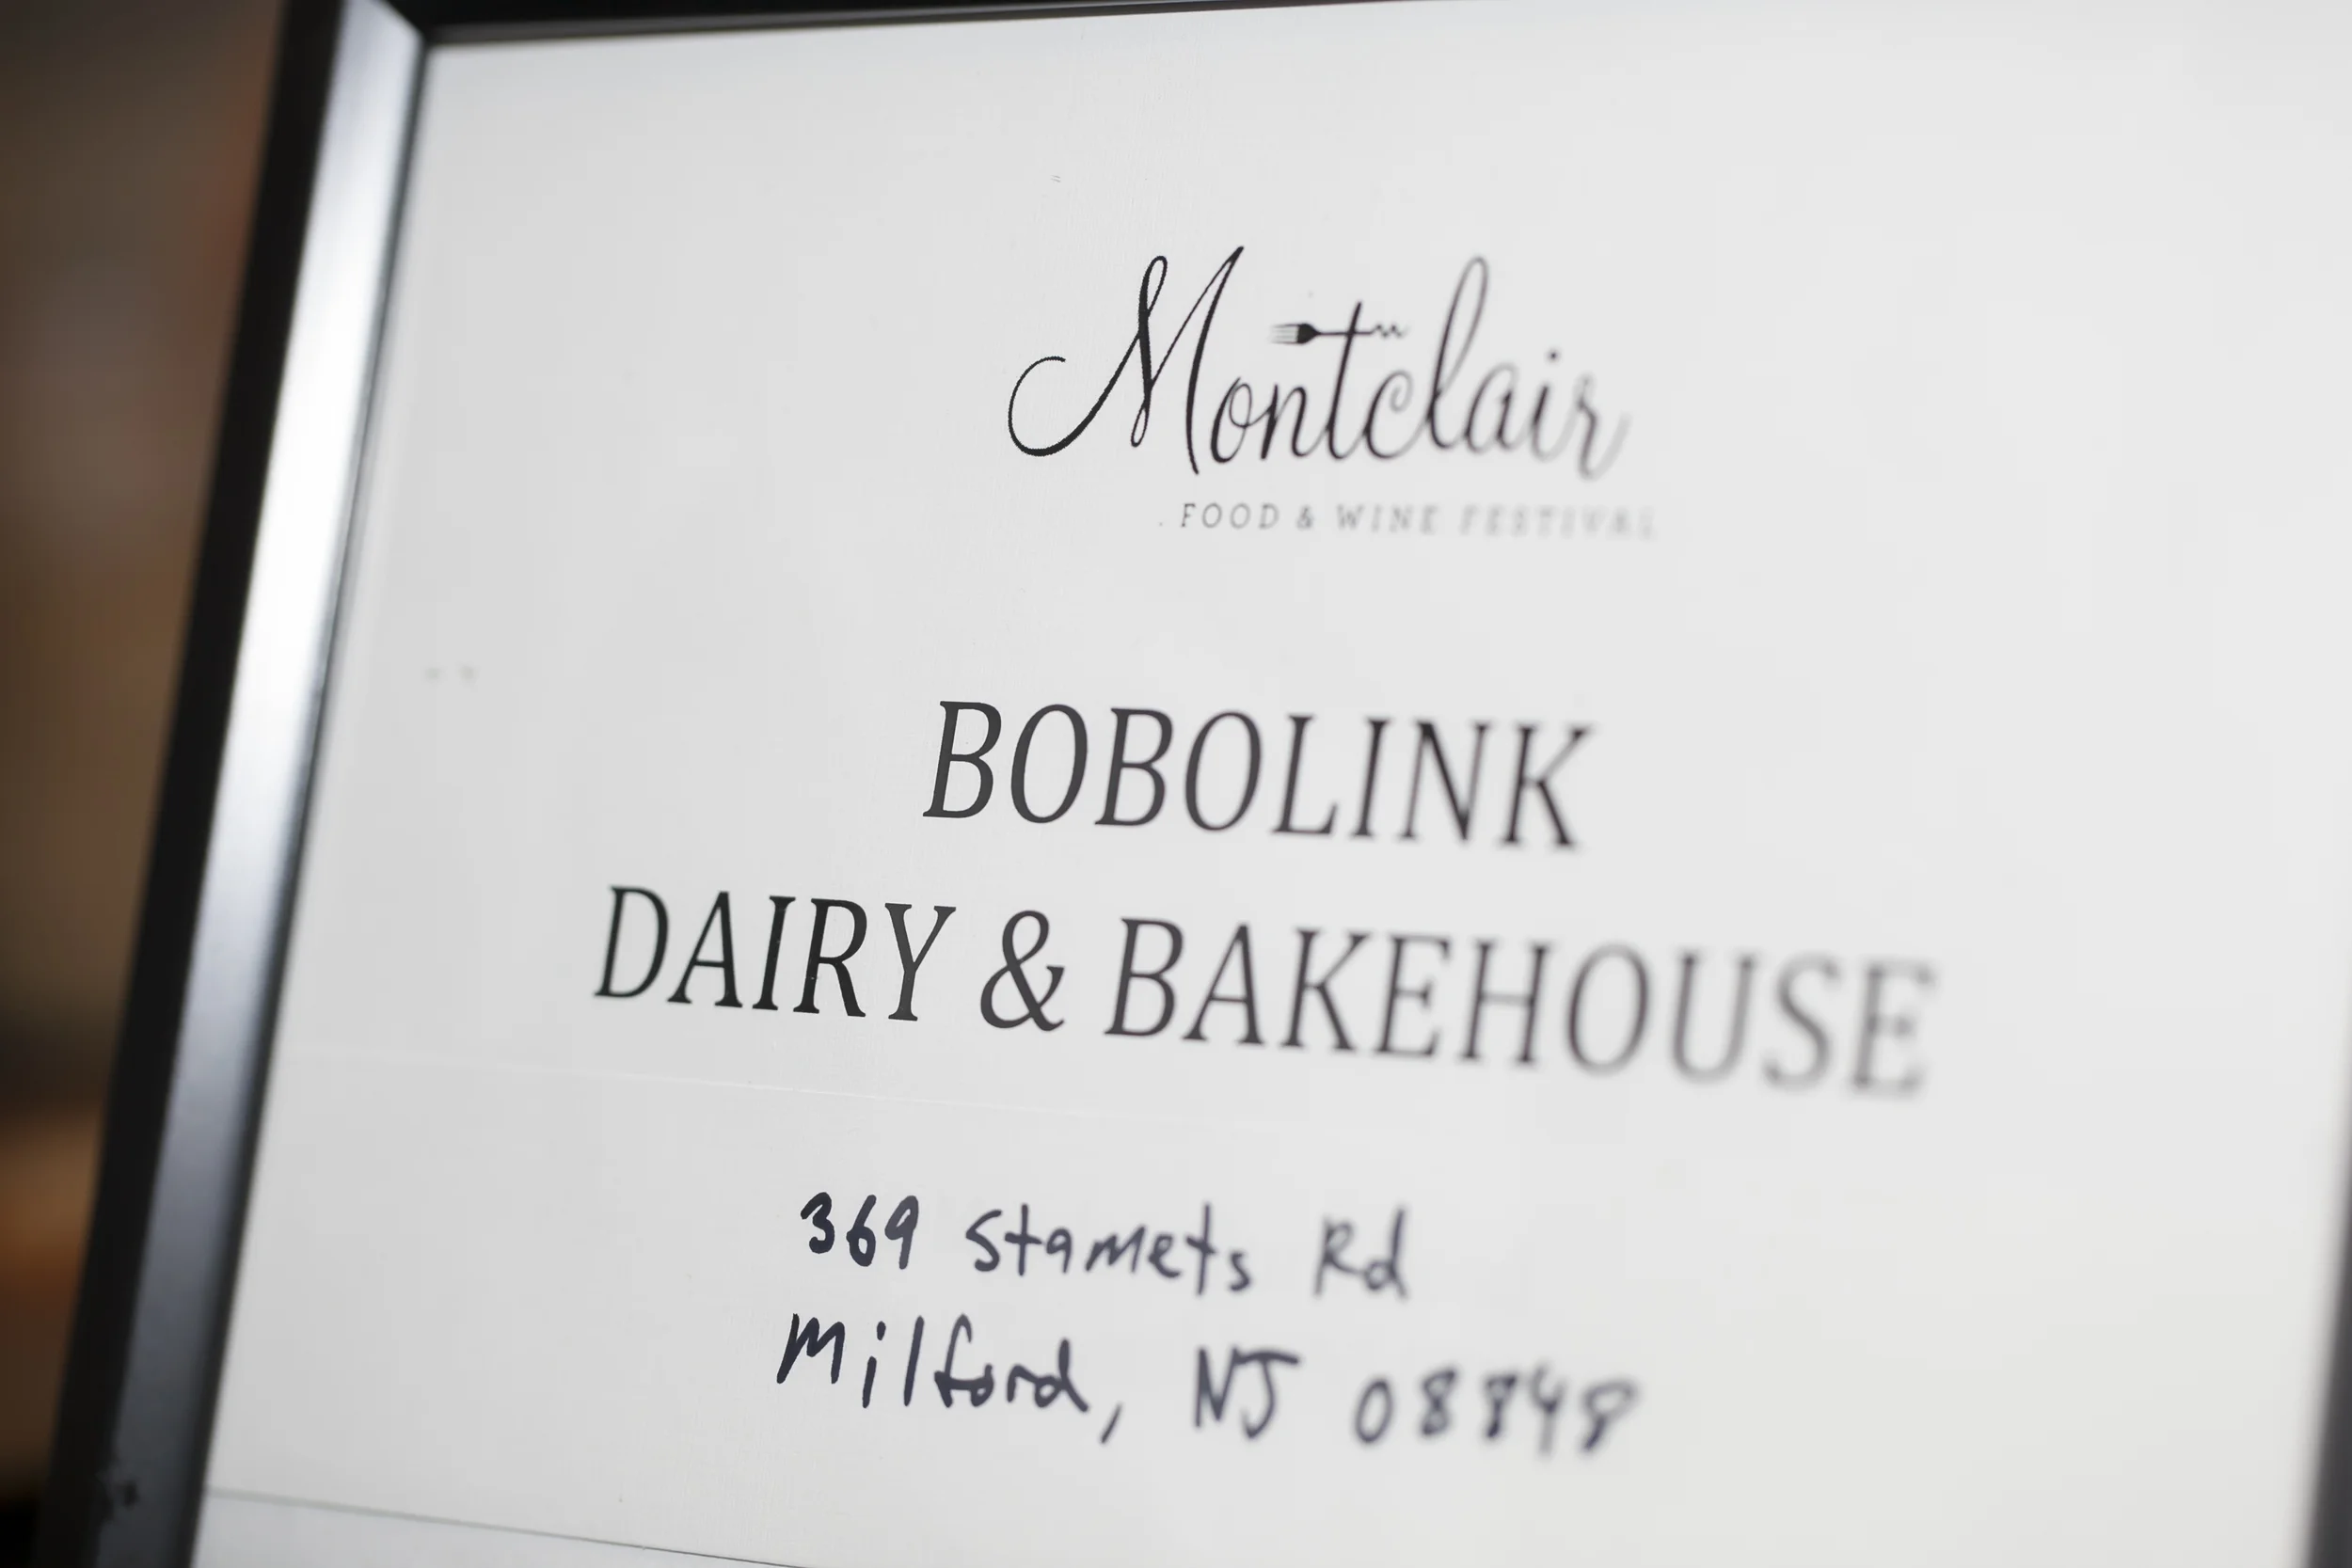 Montclair
FOOD & WINE FESTIVAL
BOBOLINK
DAIRY & BAKEHOUSE
369 Stamets Rd
Milford, NJ 08848